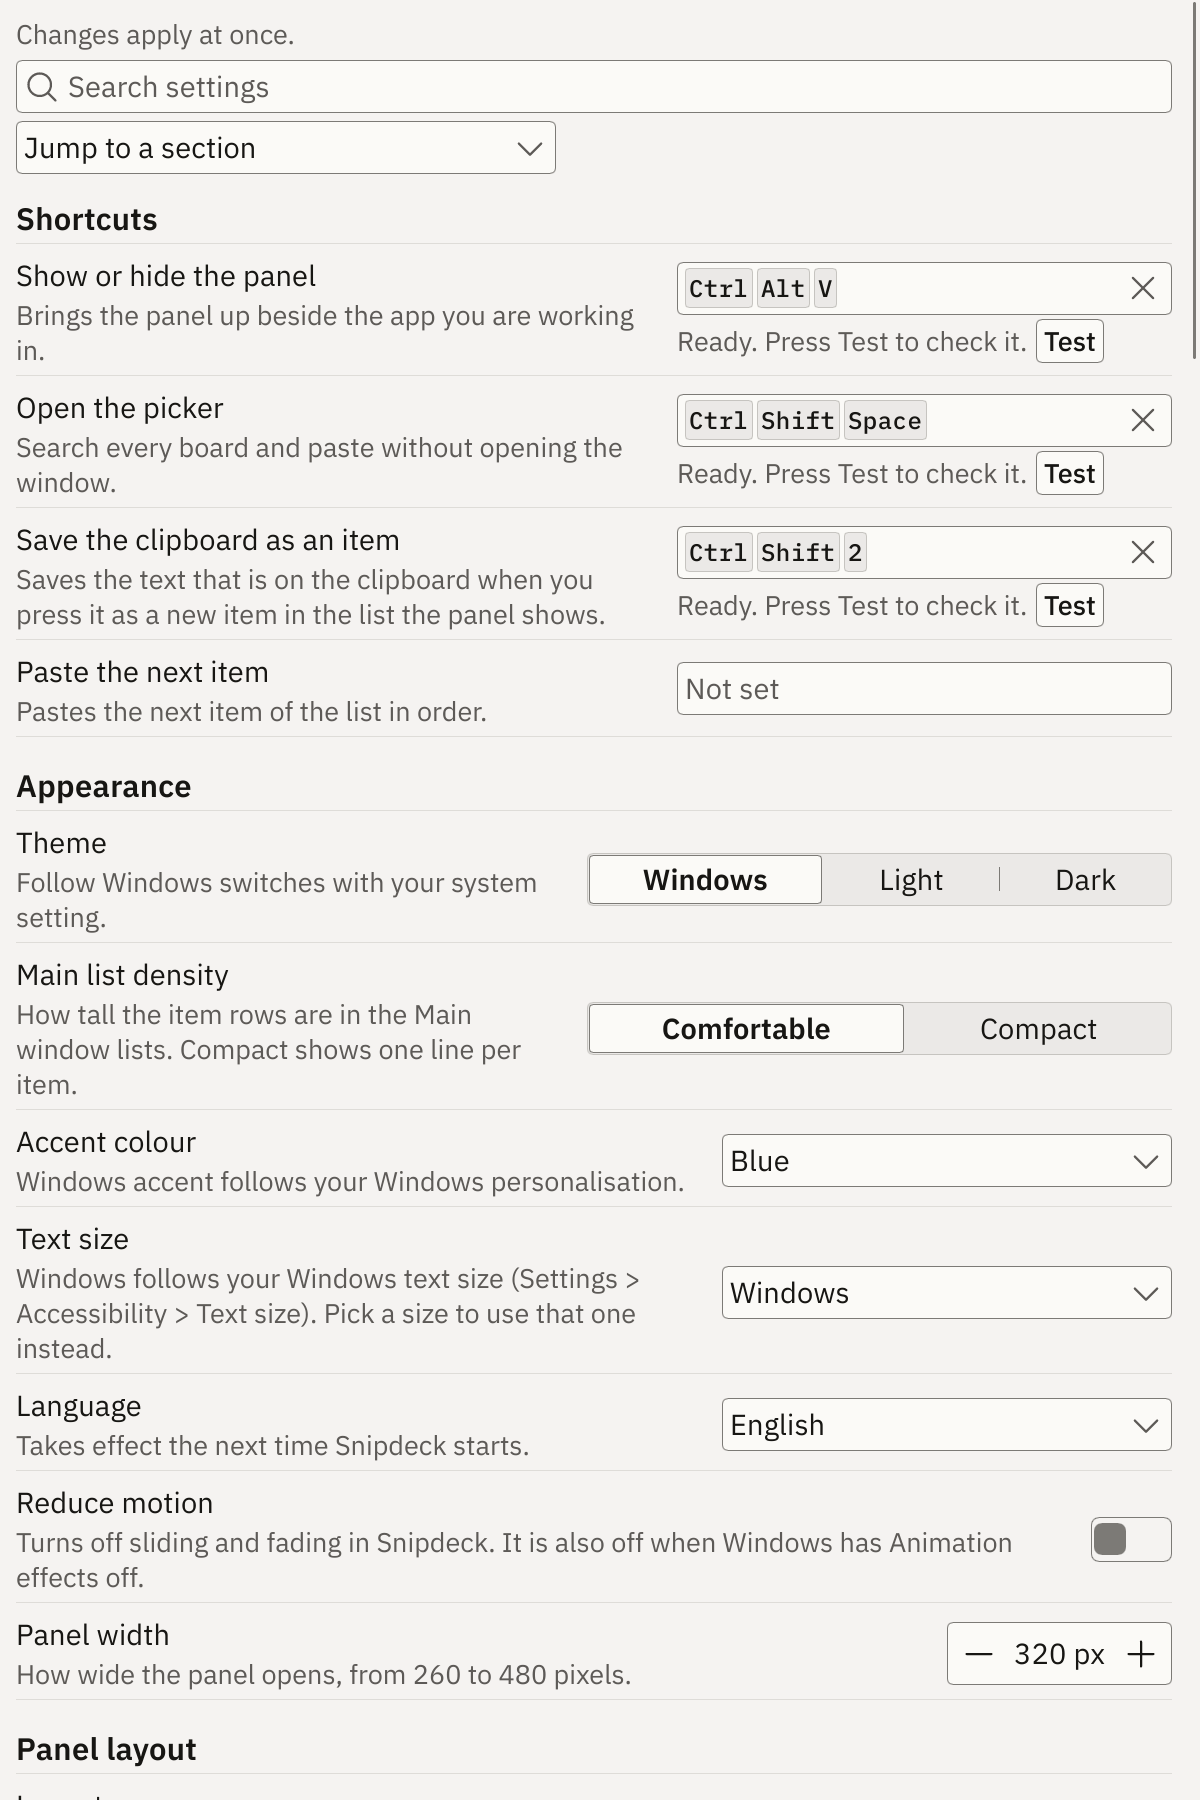 Changes apply at once.
Search settings
Jump to a section
Shortcuts
Show or hide the panel
Brings the panel up beside the app you are working
in.
Ctrl Alt V
Ready. Press Test to check it. Test
Open the picker
Search every board and paste without opening the
window.
Ctrl Shift Space
Ready. Press Test to check it. Test
Save the clipboard as an item
Saves the text that is on the clipboard when you
press it as a new item in the list the panel shows.
Ctrl Shift 2
Ready. Press Test to check it. Test
Paste the next item
Pastes the next item of the list in order.
Not set
Appearance
Theme
Follow Windows switches with your system
setting.
Windows Light Dark
Main list density
How tall the item rows are in the Main
window lists. Compact shows one line per
item.
Comfortable Compact
Accent colour
Windows accent follows your Windows personalisation.
Blue
Text size
Windows follows your Windows text size (Settings >
Accessibility > Text size). Pick a size to use that one
instead.
Windows
Language
Takes effect the next time Snipdeck starts.
English
Reduce motion
Turns off sliding and fading in Snipdeck. It is also off when Windows has Animation
effects off.
Panel width
How wide the panel opens, from 260 to 480 pixels.
320 px
Panel layout